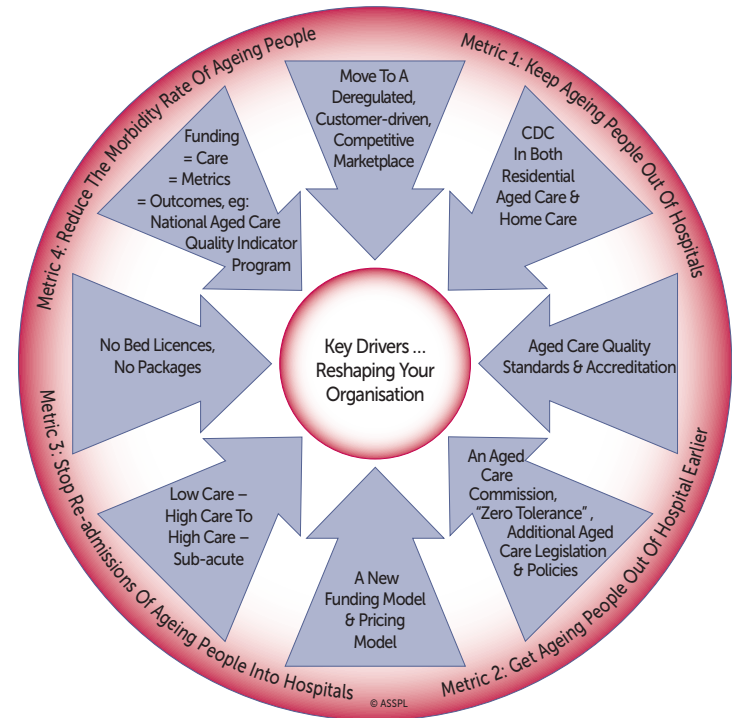 Metric 1: Keep Ageing People Out Of Hospitals
Metric 2: Get Ageing People Out Of Hospital Earlier
Metric 3: Stop Re-admissions Of Ageing People Into Hospitals
Metric 4: Reduce The Morbidity Rate Of Ageing People
Move To A
Deregulated,
Customer-driven,
Competitive
Marketplace
CDC
In Both
Residential
Aged Care &
Home Care
Aged Care Quality
Standards & Accreditation
An Aged
Care
Commission,
"Zero Tolerance" ,
Additional Aged
Care Legislation
& Policies
A New
Funding Model
& Pricing
Model
Low Care –
High Care To
High Care –
Sub-acute
No Bed Licences,
No Packages
Funding
= Care
= Metrics
= Outcomes, eg:
National Aged Care
Quality Indicator
Program
Key Drivers ...
Reshaping Your
Organisation
© ASSPL